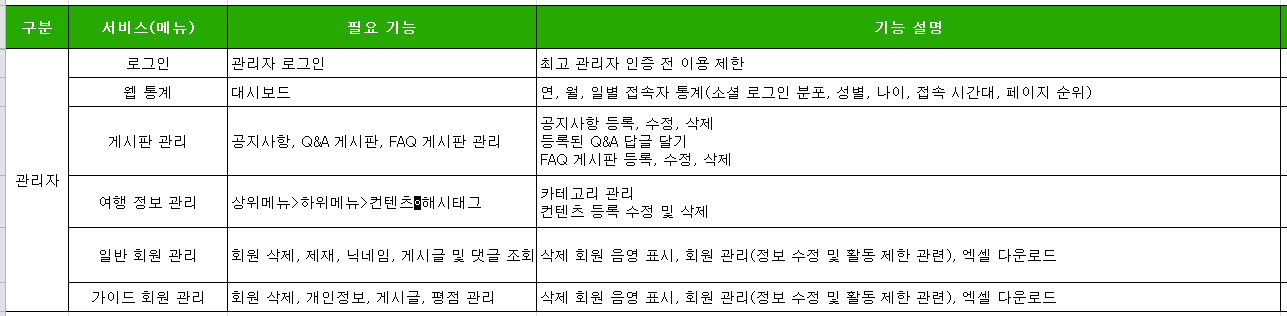 구분 서비스(메뉴) 필요 기능 기능 설명
관리자
로그인 관리자 로그인 최고 관리자 인증 전 이용 제한
웹 통계 대시보드 연, 월, 일별 접속자 통계(소셜 로그인 분포, 성별, 나이, 접속 시간대, 페이지 순위)
게시판 관리 공지사항, Q&A 게시판, FAQ 게시판 관리
공지사항 등록, 수정, 삭제
등록된 Q&A 답글 달기
FAQ 게시판 등록, 수정, 삭제
여행 정보 관리 상위메뉴>하위메뉴>컨텐츠 해시태그
카테고리 관리
컨텐츠 등록 수정 및 삭제
일반 회원 관리 회원 삭제, 제재, 닉네임, 게시글 및 댓글 조회 삭제 회원 음영 표시, 회원 관리(정보 수정 및 활동 제한 관련), 엑셀 다운로드
가이드 회원 관리 회원 삭제, 개인정보, 게시글, 평점 관리 삭제 회원 음영 표시, 회원 관리(정보 수정 및 활동 제한 관련), 엑셀 다운로드